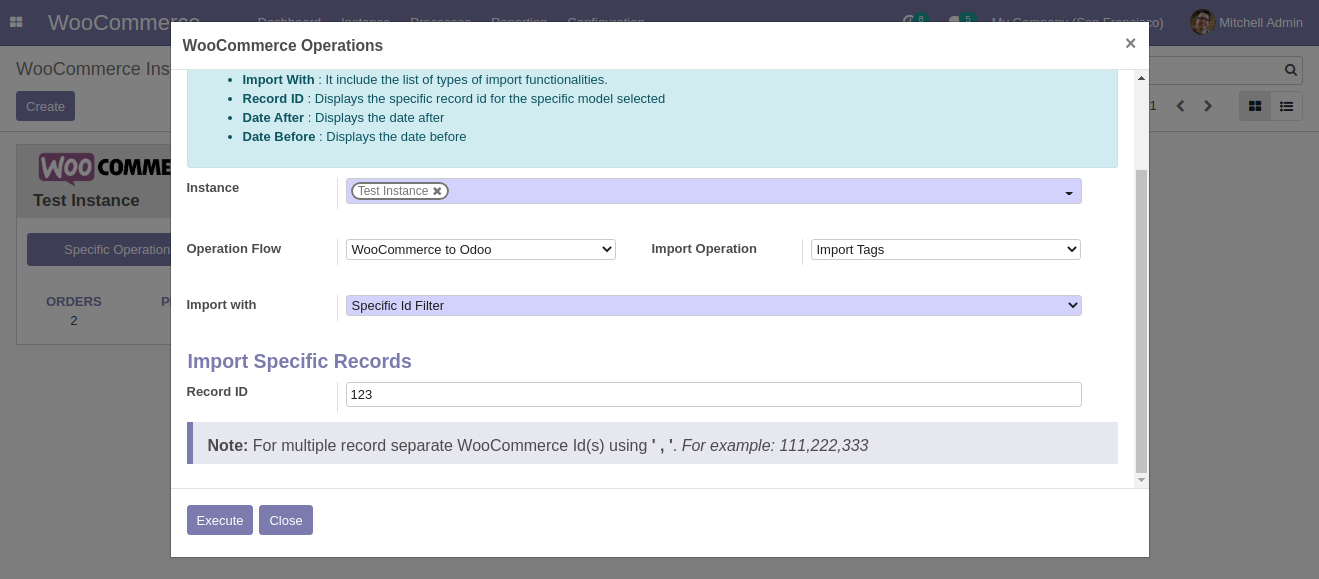 WooCommerce Dashboard Instance Processes Reporting Configuration 8 5 My Company (San Francisco) Mitchell Admin
WooCommerce Operations ×
WooCommerce Ins
Create
1
WOO COMME
Test Instance
Specific Operation
ORDERS P
2
• Import With : It include the list of types of import functionalities.
• Record ID : Displays the specific record id for the specific model selected
• Date After : Displays the date after
• Date Before : Displays the date before
Instance Test Instance ×
Operation Flow WooCommerce to Odoo Import Operation Import Tags
Import with Specific Id Filter
Import Specific Records
Record ID 123
Note: For multiple record separate WooCommerce Id(s) using ' , '. For example: 111,222,333
Execute Close